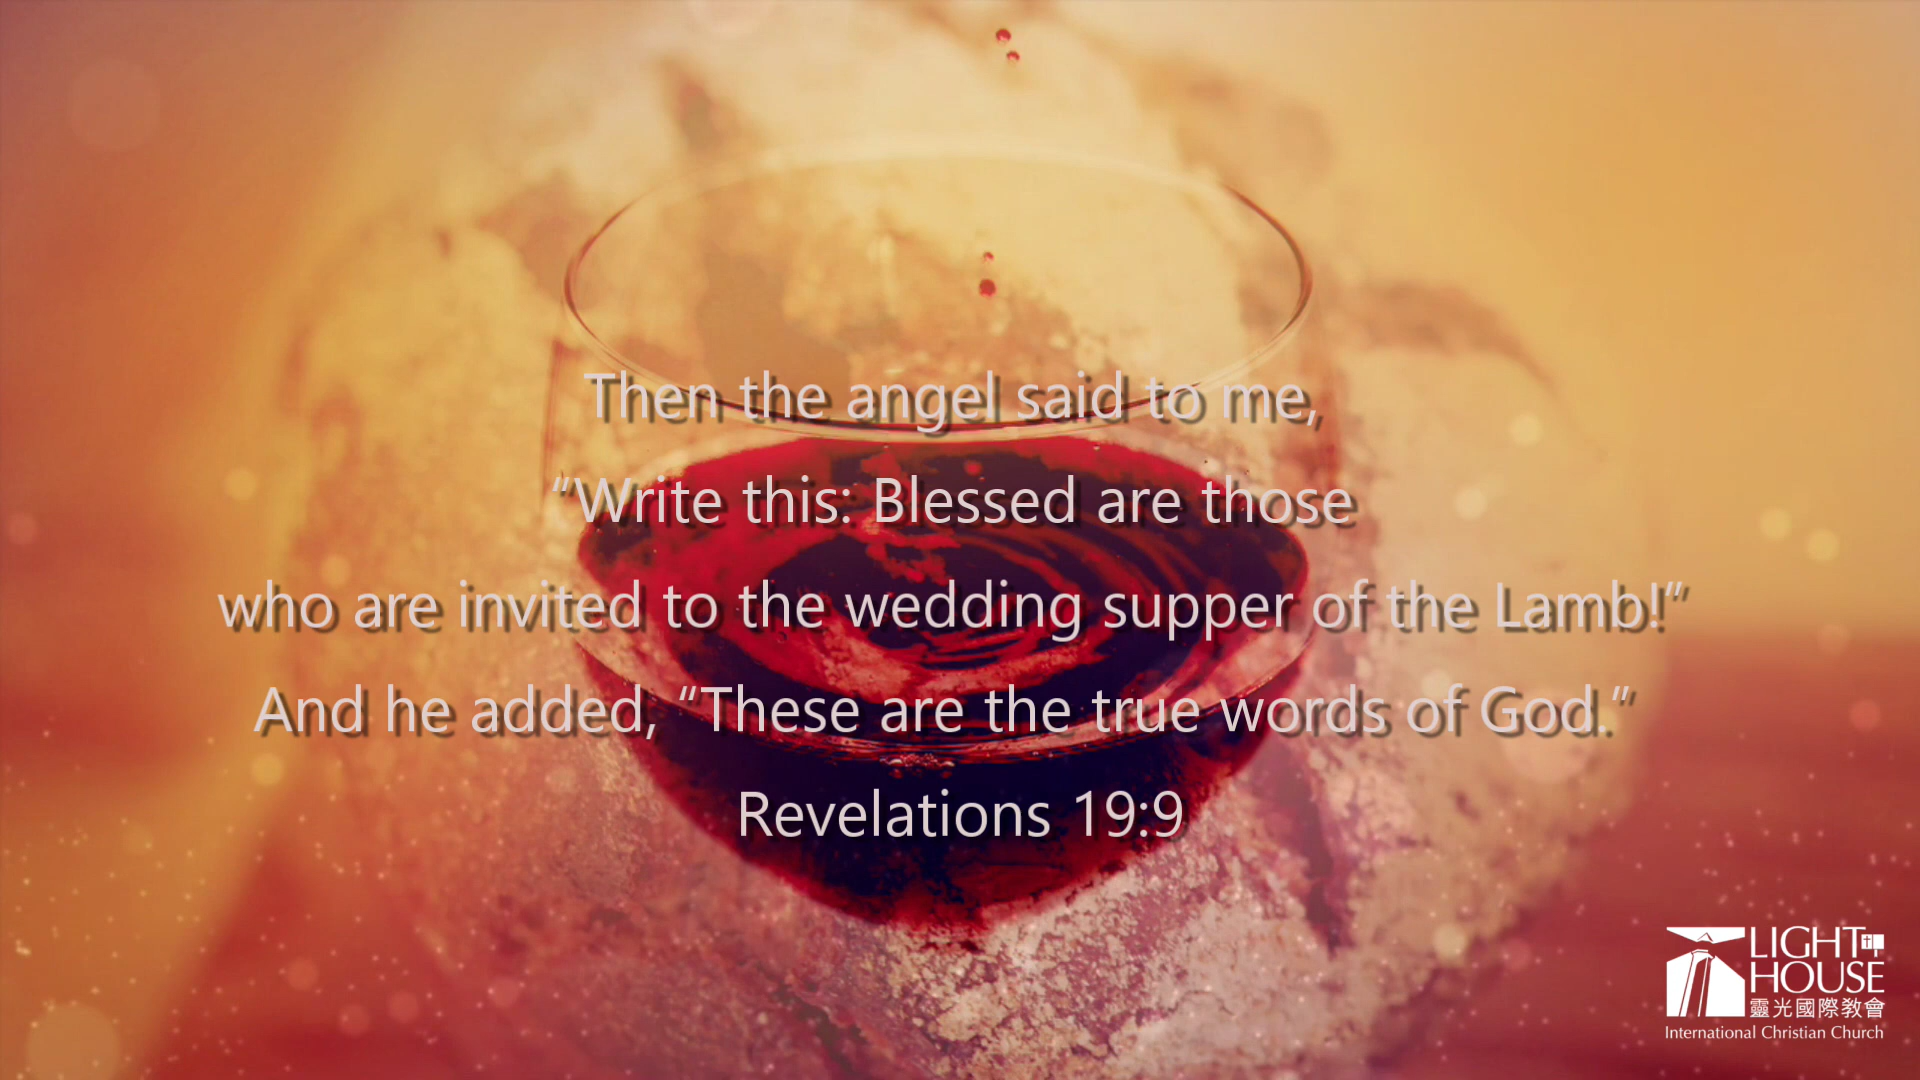 Then the angel said to me,
“Write this: Blessed are those
who are invited to the wedding supper of the Lamb!”
And he added, “These are the true words of God.”
Revelations 19:9
LIGHT
HOUSE
靈光國際教會
International Christian Church